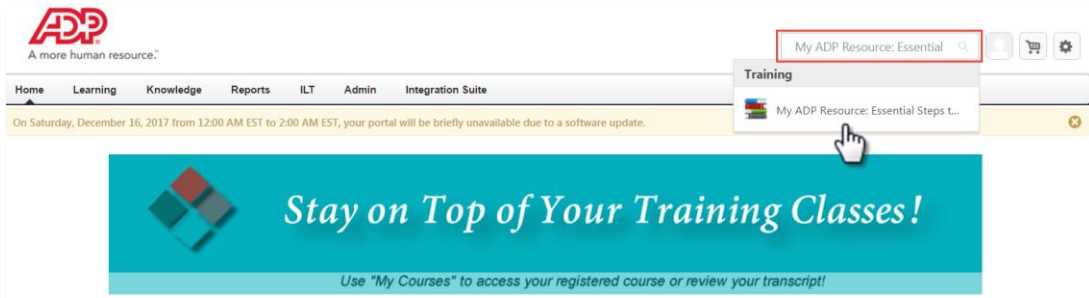 ADP
A more human resource.™
My ADP Resource: Essential
Training
My ADP Resource: Essential Steps t...
Home Learning Knowledge Reports ILT Admin Integration Suite
On Saturday, December 16, 2017 from 12:00 AM EST to 2:00 AM EST, your portal will be briefly unavailable due to a software update.
Stay on Top of Your Training Classes!
Use "My Courses" to access your registered course or review your transcript!